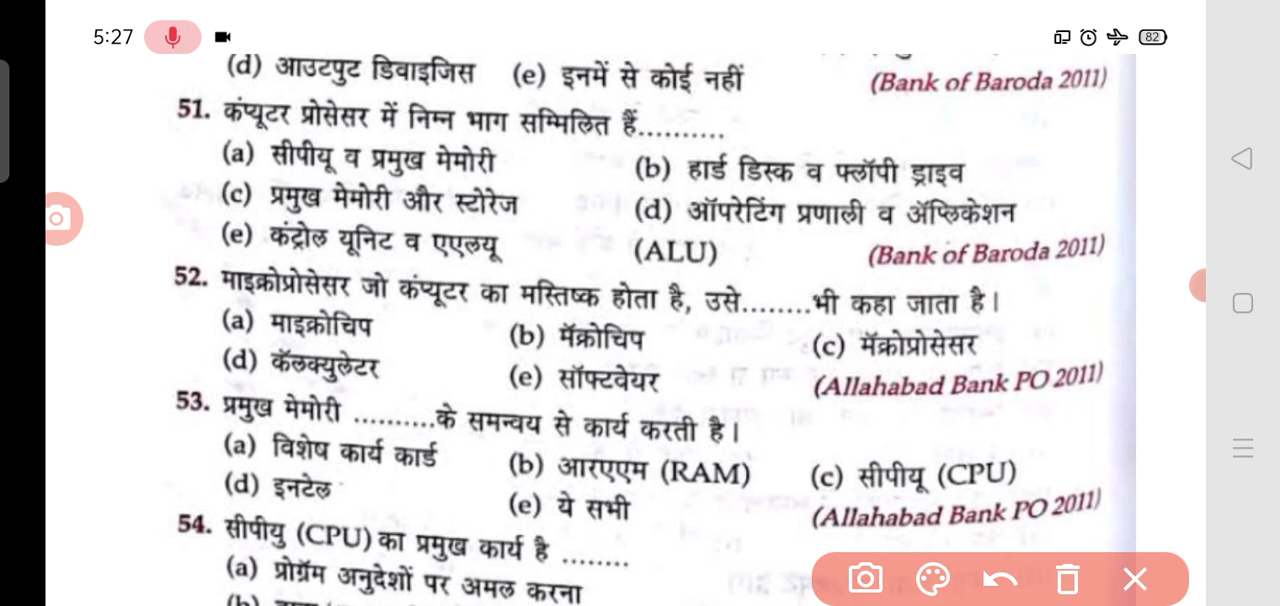 5:27
82
(d) आउटपुट डिवाइजिस (e) इनमें से कोई नहीं (Bank of Baroda 2011)
51. कंप्यूटर प्रोसेसर में निम्न भाग सम्मिलित हैं..........
(a) सीपीयू व प्रमुख मेमोरी (b) हार्ड डिस्क व फ्लॉपी ड्राइव
(c) प्रमुख मेमोरी और स्टोरेज (d) ऑपरेटिंग प्रणाली व ॲप्लिकेशन
(e) कंट्रोल यूनिट व एएलयू (ALU) (Bank of Baroda 2011)
52. माइक्रोप्रोसेसर जो कंप्यूटर का मस्तिष्क होता है, उसे........भी कहा जाता है।
(a) माइक्रोचिप (b) मॅक्रोचिप (c) मॅक्रोप्रोसेसर
(d) कॅलक्युलेटर (e) सॉफ्टवेयर (Allahabad Bank PO 2011)
53. प्रमुख मेमोरी ..........के समन्वय से कार्य करती है।
(a) विशेष कार्य कार्ड (b) आरएएम (RAM) (c) सीपीयू (CPU)
(d) इनटेल (e) ये सभी (Allahabad Bank PO 2011)
54. सीपीयु (CPU) का प्रमुख कार्य है ........
(a) प्रोग्रॅम अनुदेशों पर अमल करना